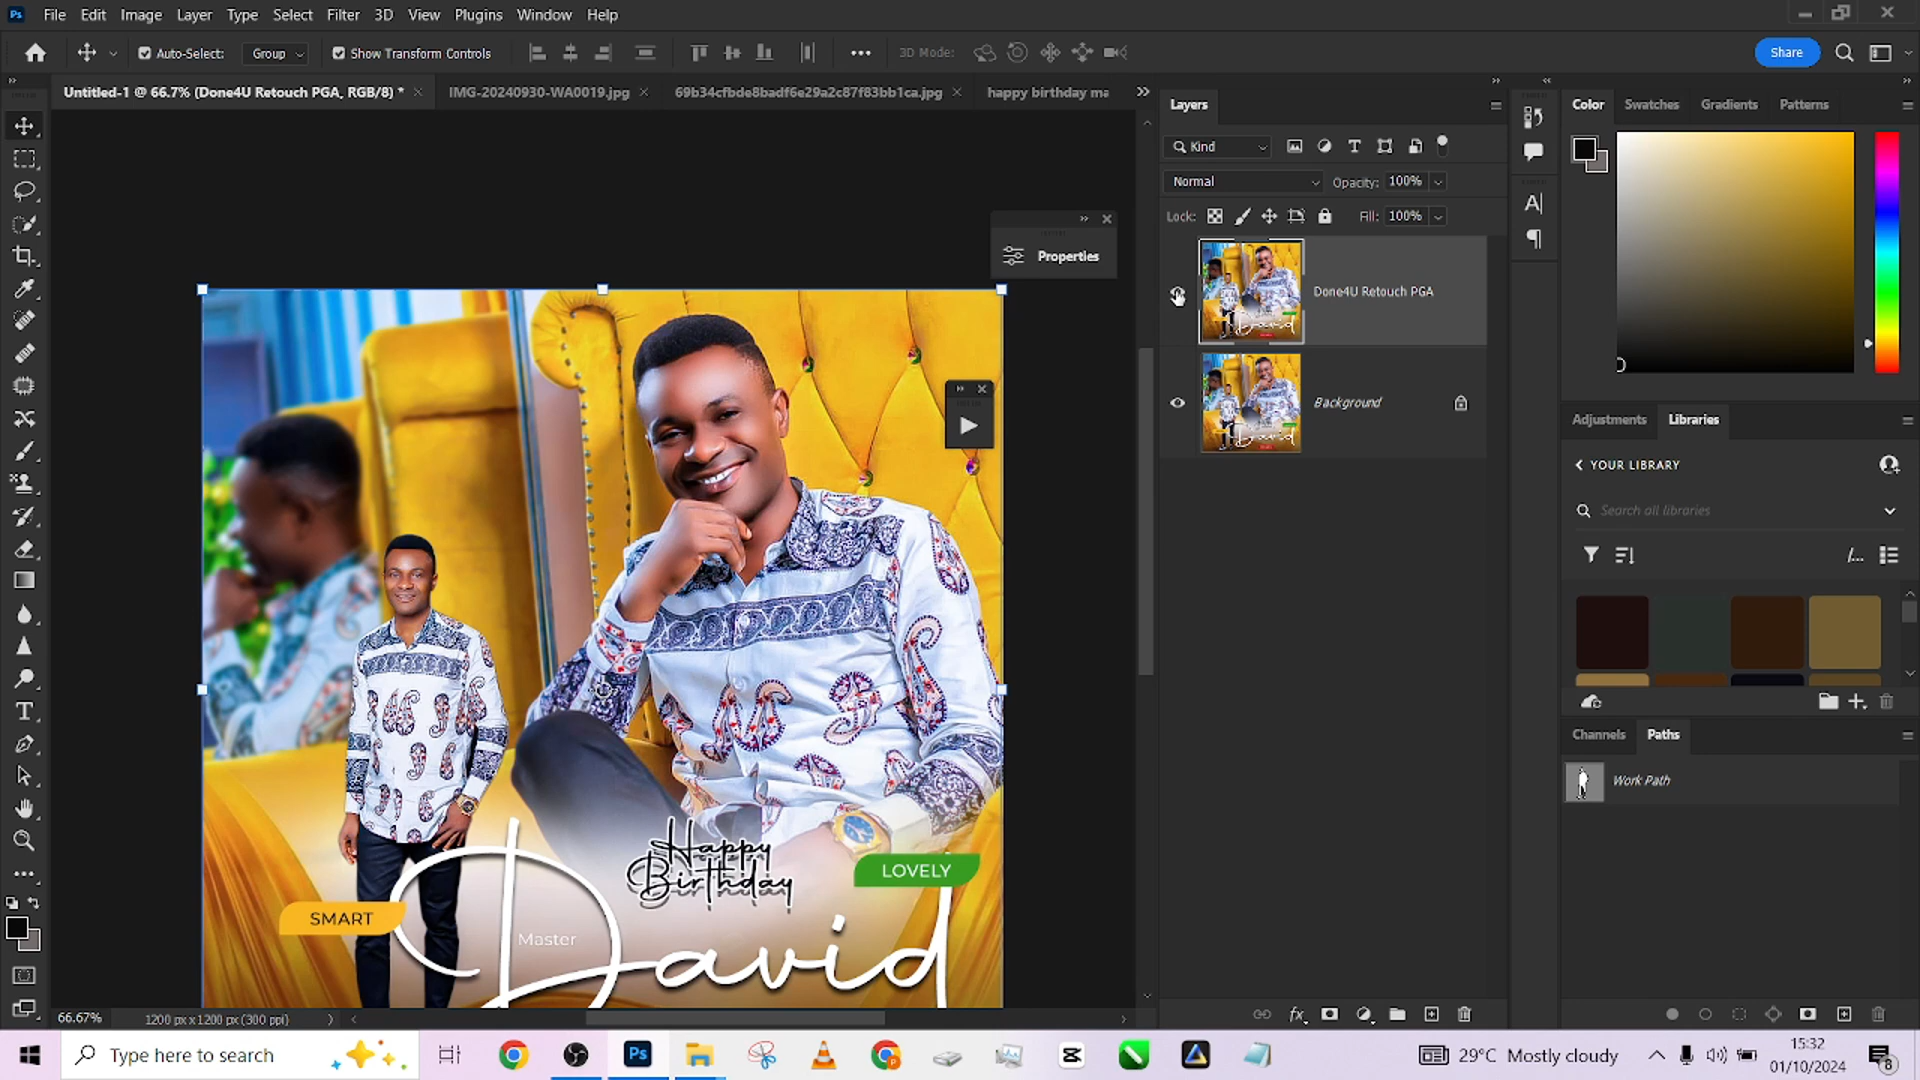 File Edit Image Layer Type Select Filter 3D View Plugins Window Help
Auto-Select: Group Show Transform Controls 3D Mode: Share
Untitled-1 @ 66.7% (Done4U Retouch PGA, RGB/8) * IMG-20240930-WA0019.jpg 69b34cfbde8badf6e29a2c87f83bb1ca.jpg happy birthday ma
Layers
Kind
Normal Opacity: 100%
Lock: Fill: 100%
Properties
Done4U Retouch PGA
Background
Color Swatches Gradients Patterns
Adjustments Libraries
YOUR LIBRARY
Search all libraries
Channels Paths
Work Path
Happy
Birthday
LOVELY
SMART
Master
David
66.67% 1200 px x 1200 px (300 ppi)
Type here to search
29°C Mostly cloudy
15:32
01/10/2024
8